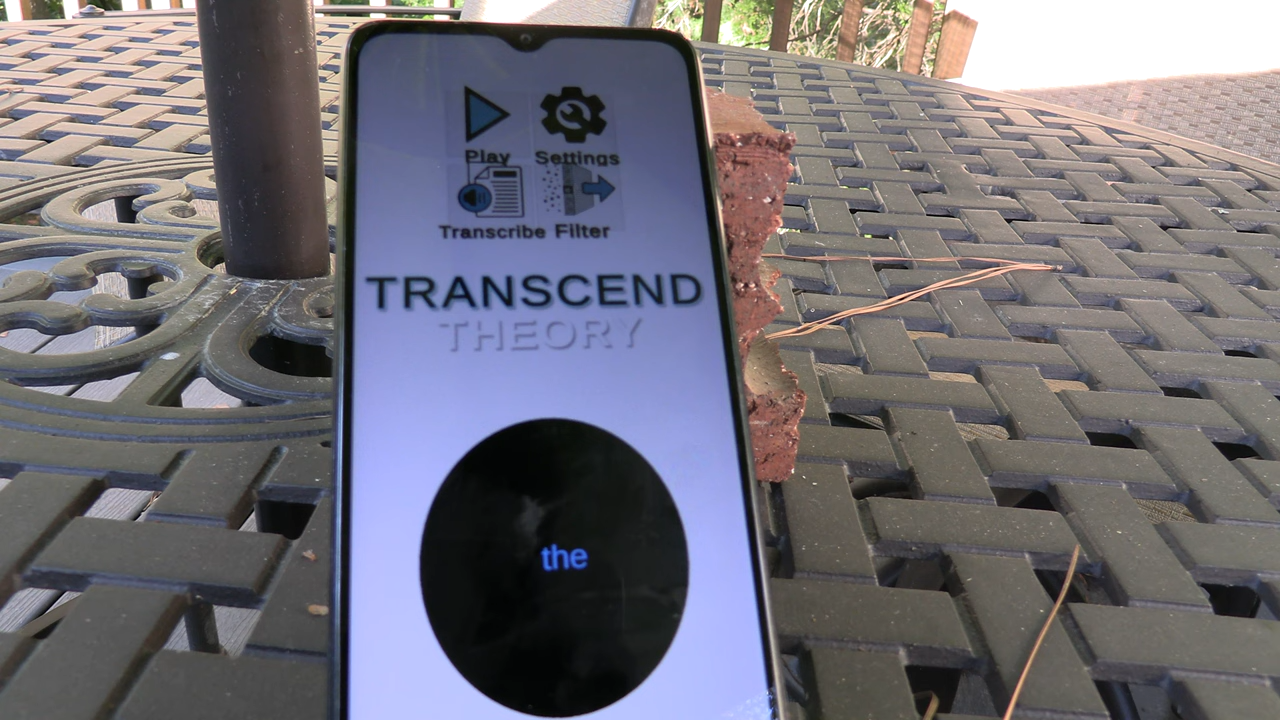 Play Settings
Transcribe Filter
TRANSCEND
THEORY
the